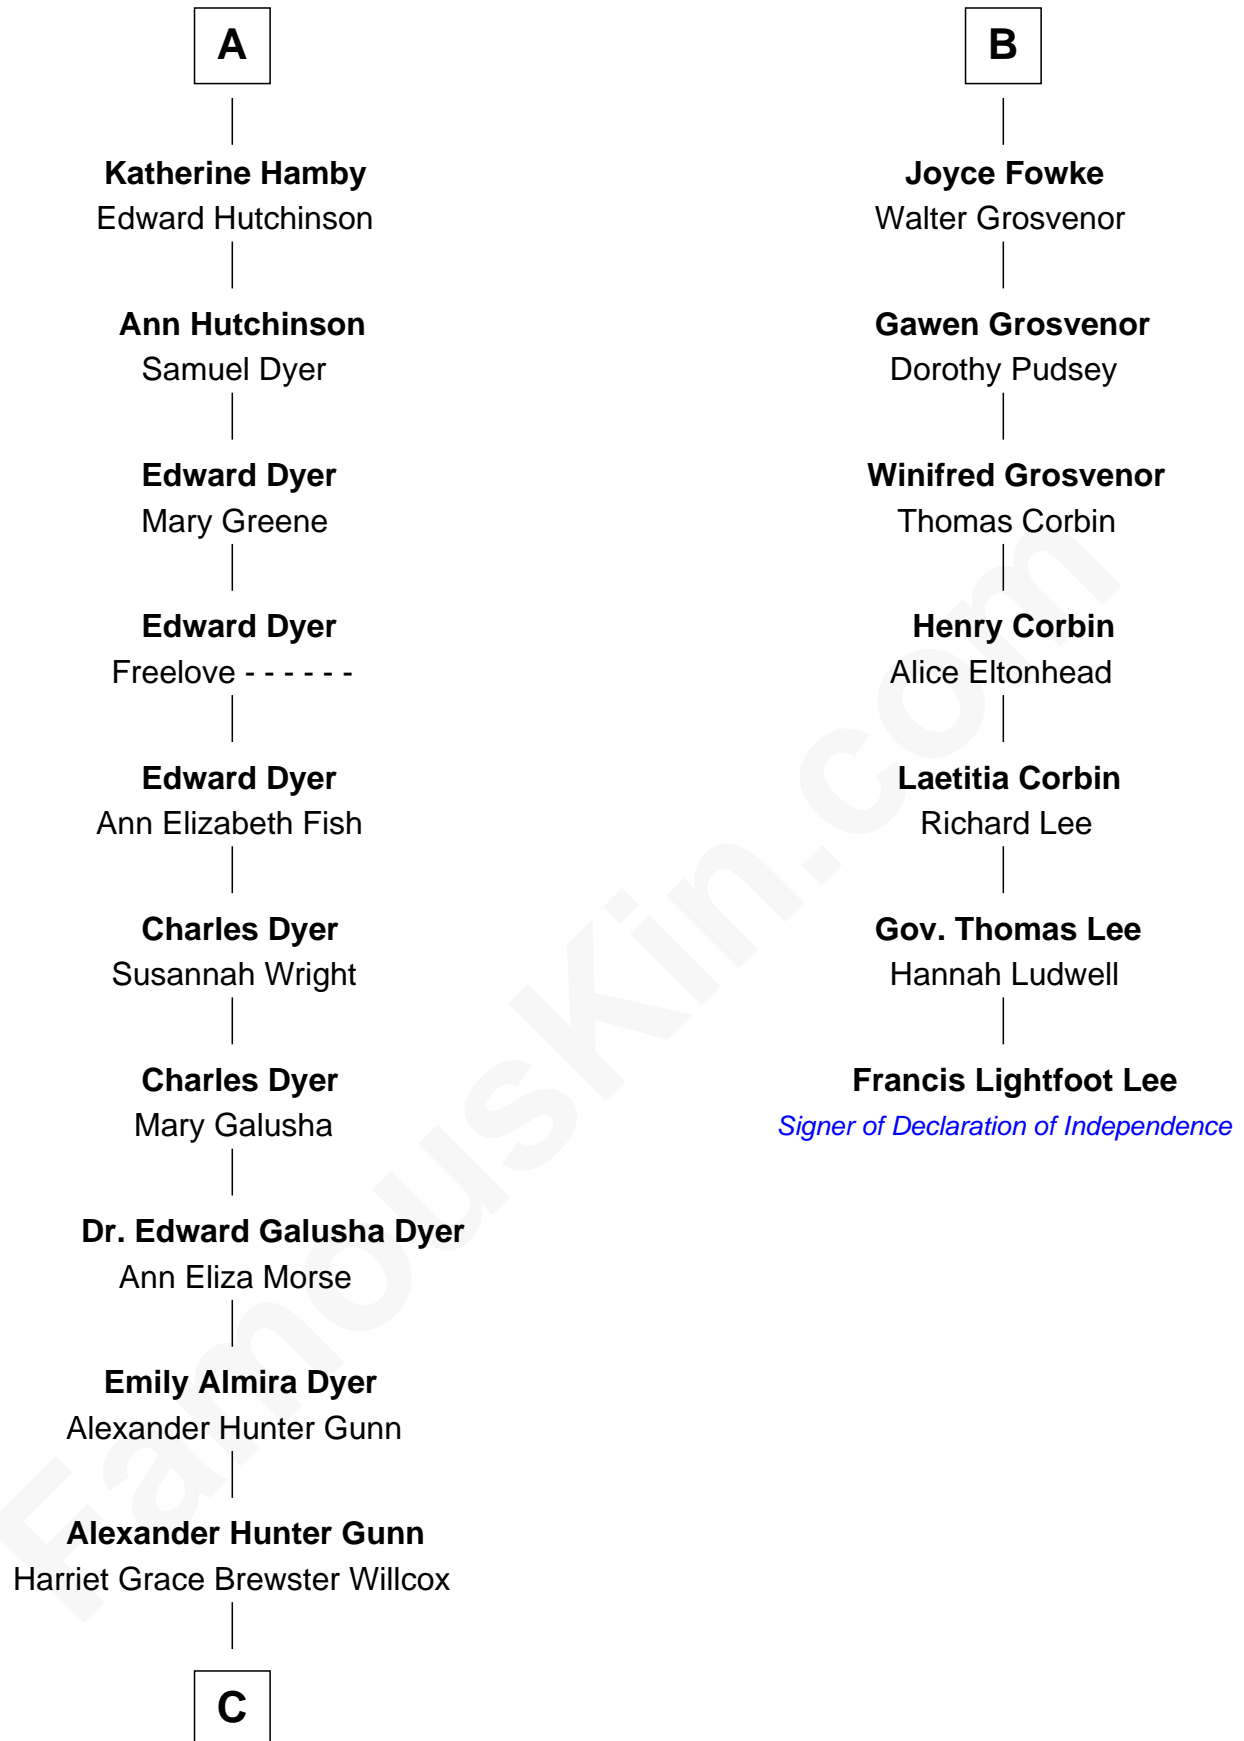 A
Katherine Hamby
Edward Hutchinson
Ann Hutchinson
Samuel Dyer
Edward Dyer
Mary Greene
Edward Dyer
Freelove - - - - - -
Edward Dyer
Ann Elizabeth Fish
Charles Dyer
Susannah Wright
Charles Dyer
Mary Galusha
Dr. Edward Galusha Dyer
Ann Eliza Morse
Emily Almira Dyer
Alexander Hunter Gunn
Alexander Hunter Gunn
Harriet Grace Brewster Willcox
C
B
Joyce Fowke
Walter Grosvenor
Gawen Grosvenor
Dorothy Pudsey
Winifred Grosvenor
Thomas Corbin
Henry Corbin
Alice Eltonhead
Laetitia Corbin
Richard Lee
Gov. Thomas Lee
Hannah Ludwell
Francis Lightfoot Lee
Signer of Declaration of Independence
FamousKin.com